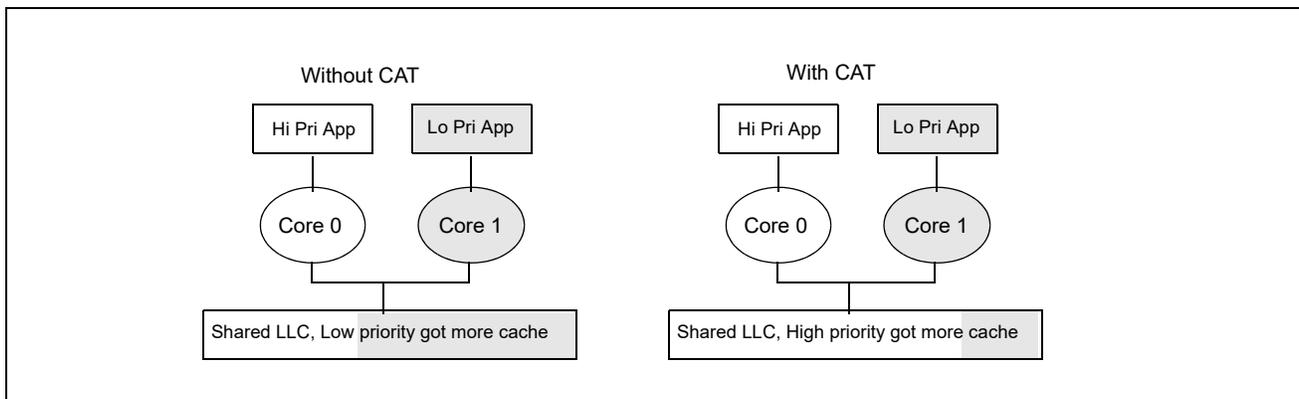 Without CAT
Hi Pri App
Lo Pri App
Core 0
Core 1
Shared LLC, Low priority got more cache
With CAT
Hi Pri App
Lo Pri App
Core 0
Core 1
Shared LLC, High priority got more cache